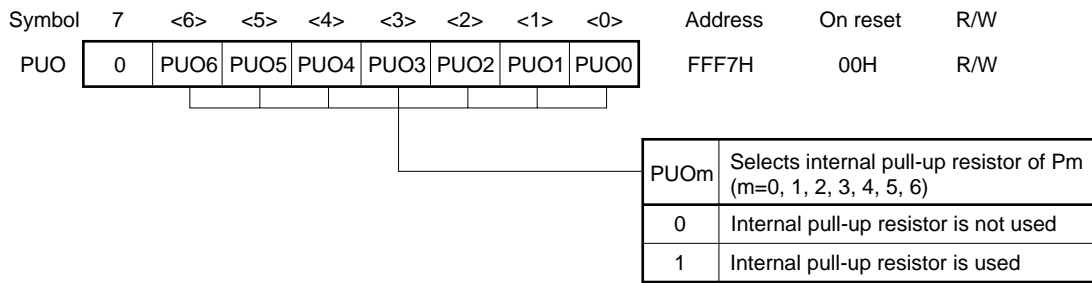 Symbol 7 <6> <5> <4> <3> <2> <1> <0> Address On reset R/W
PUO 0 PUO6 PUO5 PUO4 PUO3 PUO2 PUO1 PUO0 FFF7H 00H R/W
PUOm Selects internal pull-up resistor of Pm
(m=0, 1, 2, 3, 4, 5, 6)
0 Internal pull-up resistor is not used
1 Internal pull-up resistor is used